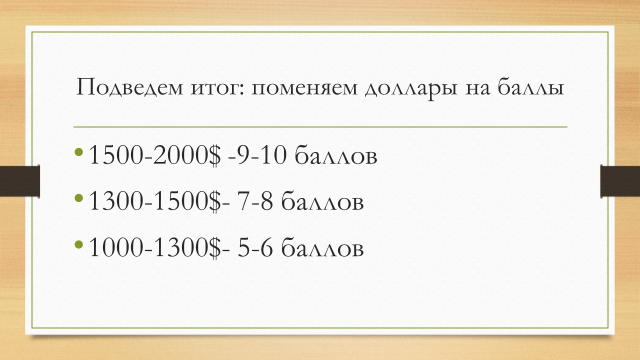 Подведем итог: поменяем доллары на баллы
•1500-2000$ -9-10 баллов
•1300-1500$- 7-8 баллов
•1000-1300$- 5-6 баллов